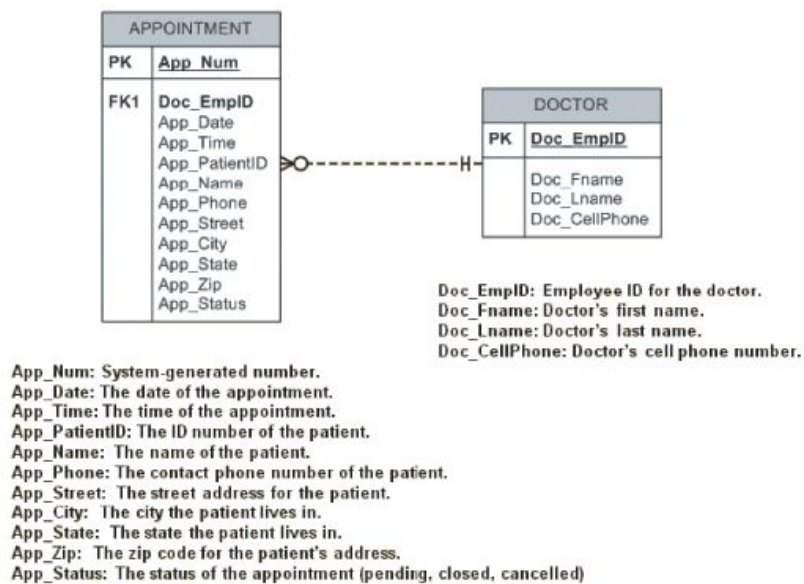 APPOINTMENT
PK App_Num
FK1 Doc_EmpID
App_Date
App_Time
App_PatientID
App_Name
App_Phone
App_Street
App_City
App_State
App_Zip
App_Status
DOCTOR
PK Doc_EmpID
Doc_Fname
Doc_Lname
Doc_CellPhone
Doc_EmpID: Employee ID for the doctor.
Doc_Fname: Doctor's first name.
Doc_Lname: Doctor's last name.
Doc_CellPhone: Doctor's cell phone number.
App_Num: System-generated number.
App_Date: The date of the appointment.
App_Time: The time of the appointment.
App_PatientID: The ID number of the patient.
App_Name: The name of the patient.
App_Phone: The contact phone number of the patient.
App_Street: The street address for the patient.
App_City: The city the patient lives in.
App_State: The state the patient lives in.
App_Zip: The zip code for the patient's address.
App_Status: The status of the appointment (pending, closed, cancelled)